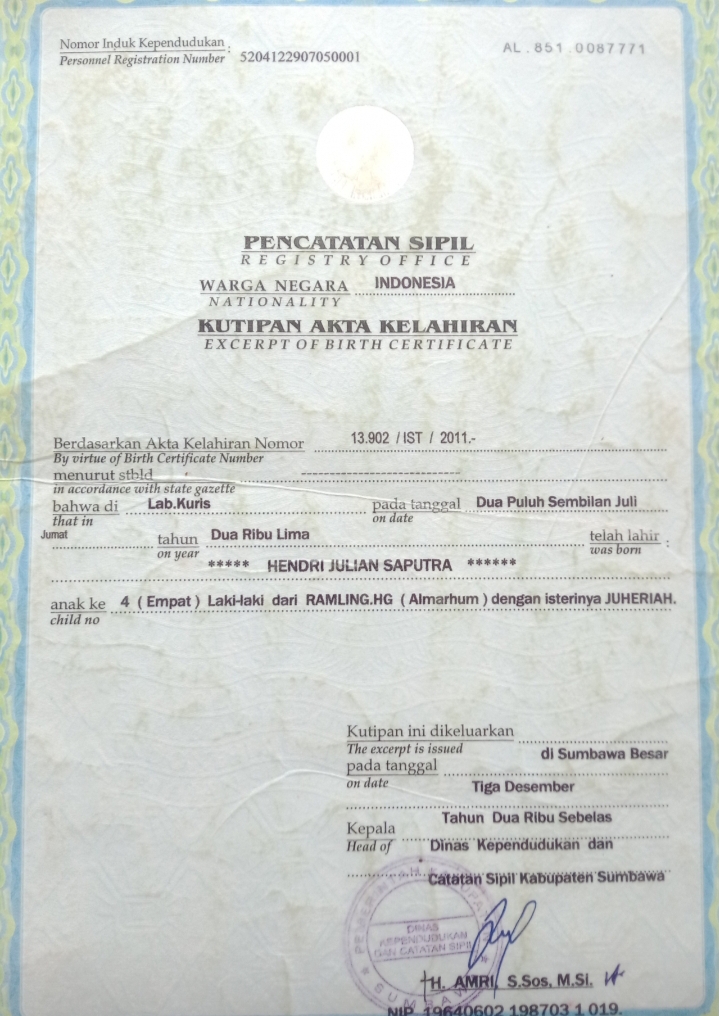 Nomor Induk Kependudukan : 5204122907050001
Personnel Registration Number
AL . 851 . 0087771
PENCATATAN SIPIL
REGISTRY OFFICE
WARGA NEGARA INDONESIA
NATIONALITY
KUTIPAN AKTA KELAHIRAN
EXCERPT OF BIRTH CERTIFICATE
Berdasarkan Akta Kelahiran Nomor 13.902 / IST / 2011.-
By virtue of Birth Certificate Number
menurut stbld --------------------------------
in accordance with state gazette
bahwa di Lab.Kuris pada tanggal Dua Puluh Sembilan Juli
that in on date
Jumat tahun Dua Ribu Lima telah lahir :
on year was born
***** HENDRI JULIAN SAPUTRA ******
anak ke 4 ( Empat ) Laki-laki dari RAMLING.HG ( Almarhum ) dengan isterinya JUHERIAH.
child no
Kutipan ini dikeluarkan
The excerpt is issued di Sumbawa Besar
pada tanggal
on date Tiga Desember
Tahun Dua Ribu Sebelas
Kepala
Head of Dinas Kependudukan dan
Catatan Sipil Kabupaten Sumbawa
DINAS
KEPENDUDUKAN
DAN CATATAN SIPIL
H. AMRI, S.Sos, M.Si.
NIP. 19640602 198703 1 019.